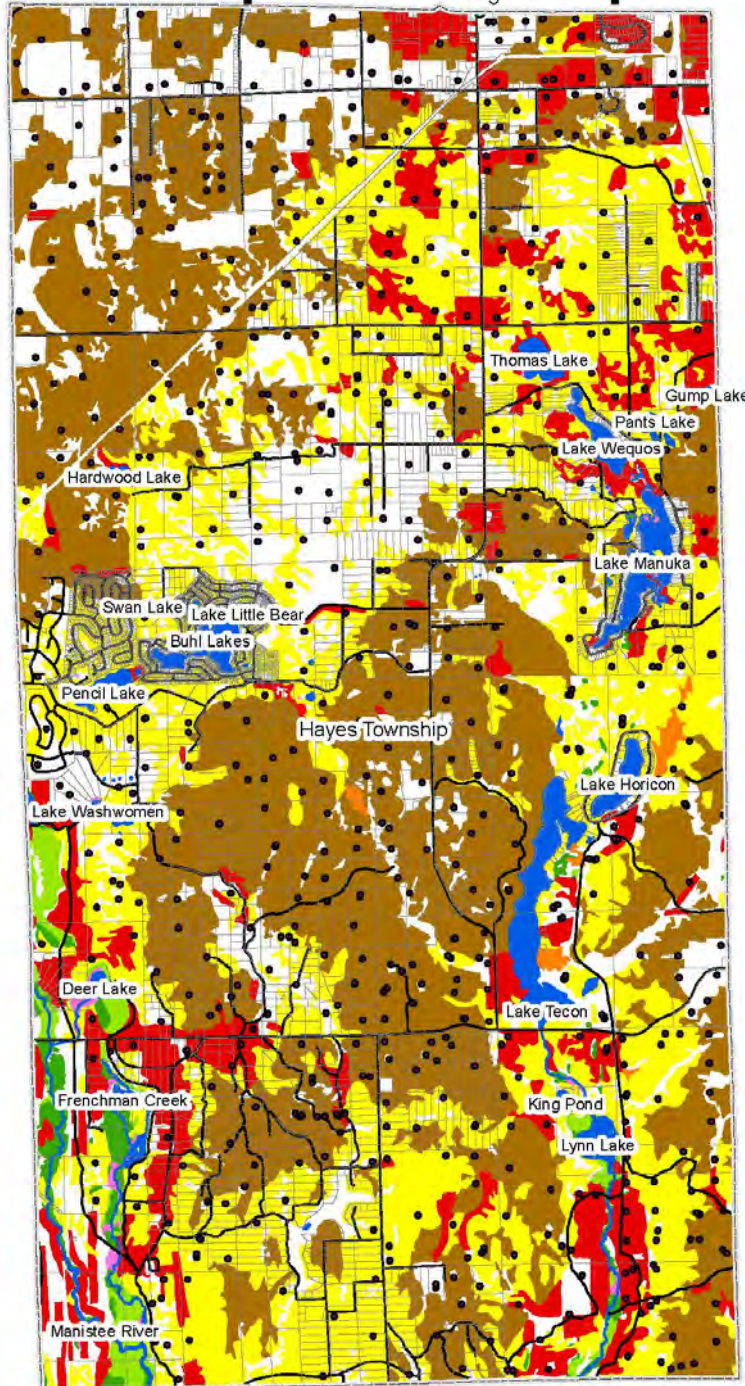 Thomas Lake
Gump Lake
Pants Lake
Lake Wequos
Hardwood Lake
Lake Manuka
Swan Lake
Lake Little Bear
Buhl Lakes
Pencil Lake
Hayes Township
Lake Horicon
Lake Washwomen
Deer Lake
Lake Tecon
Frenchman Creek
King Pond
Lynn Lake
Manistee River